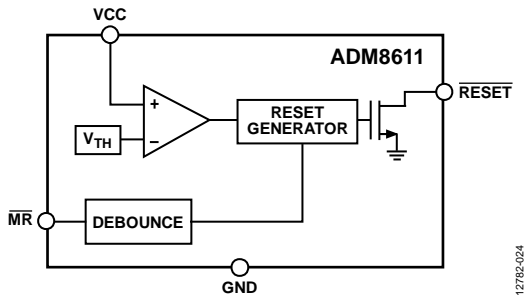 VCC
ADM8611
RESET
+
RESET
GENERATOR
VTH
–
MR
DEBOUNCE
GND
12782-024